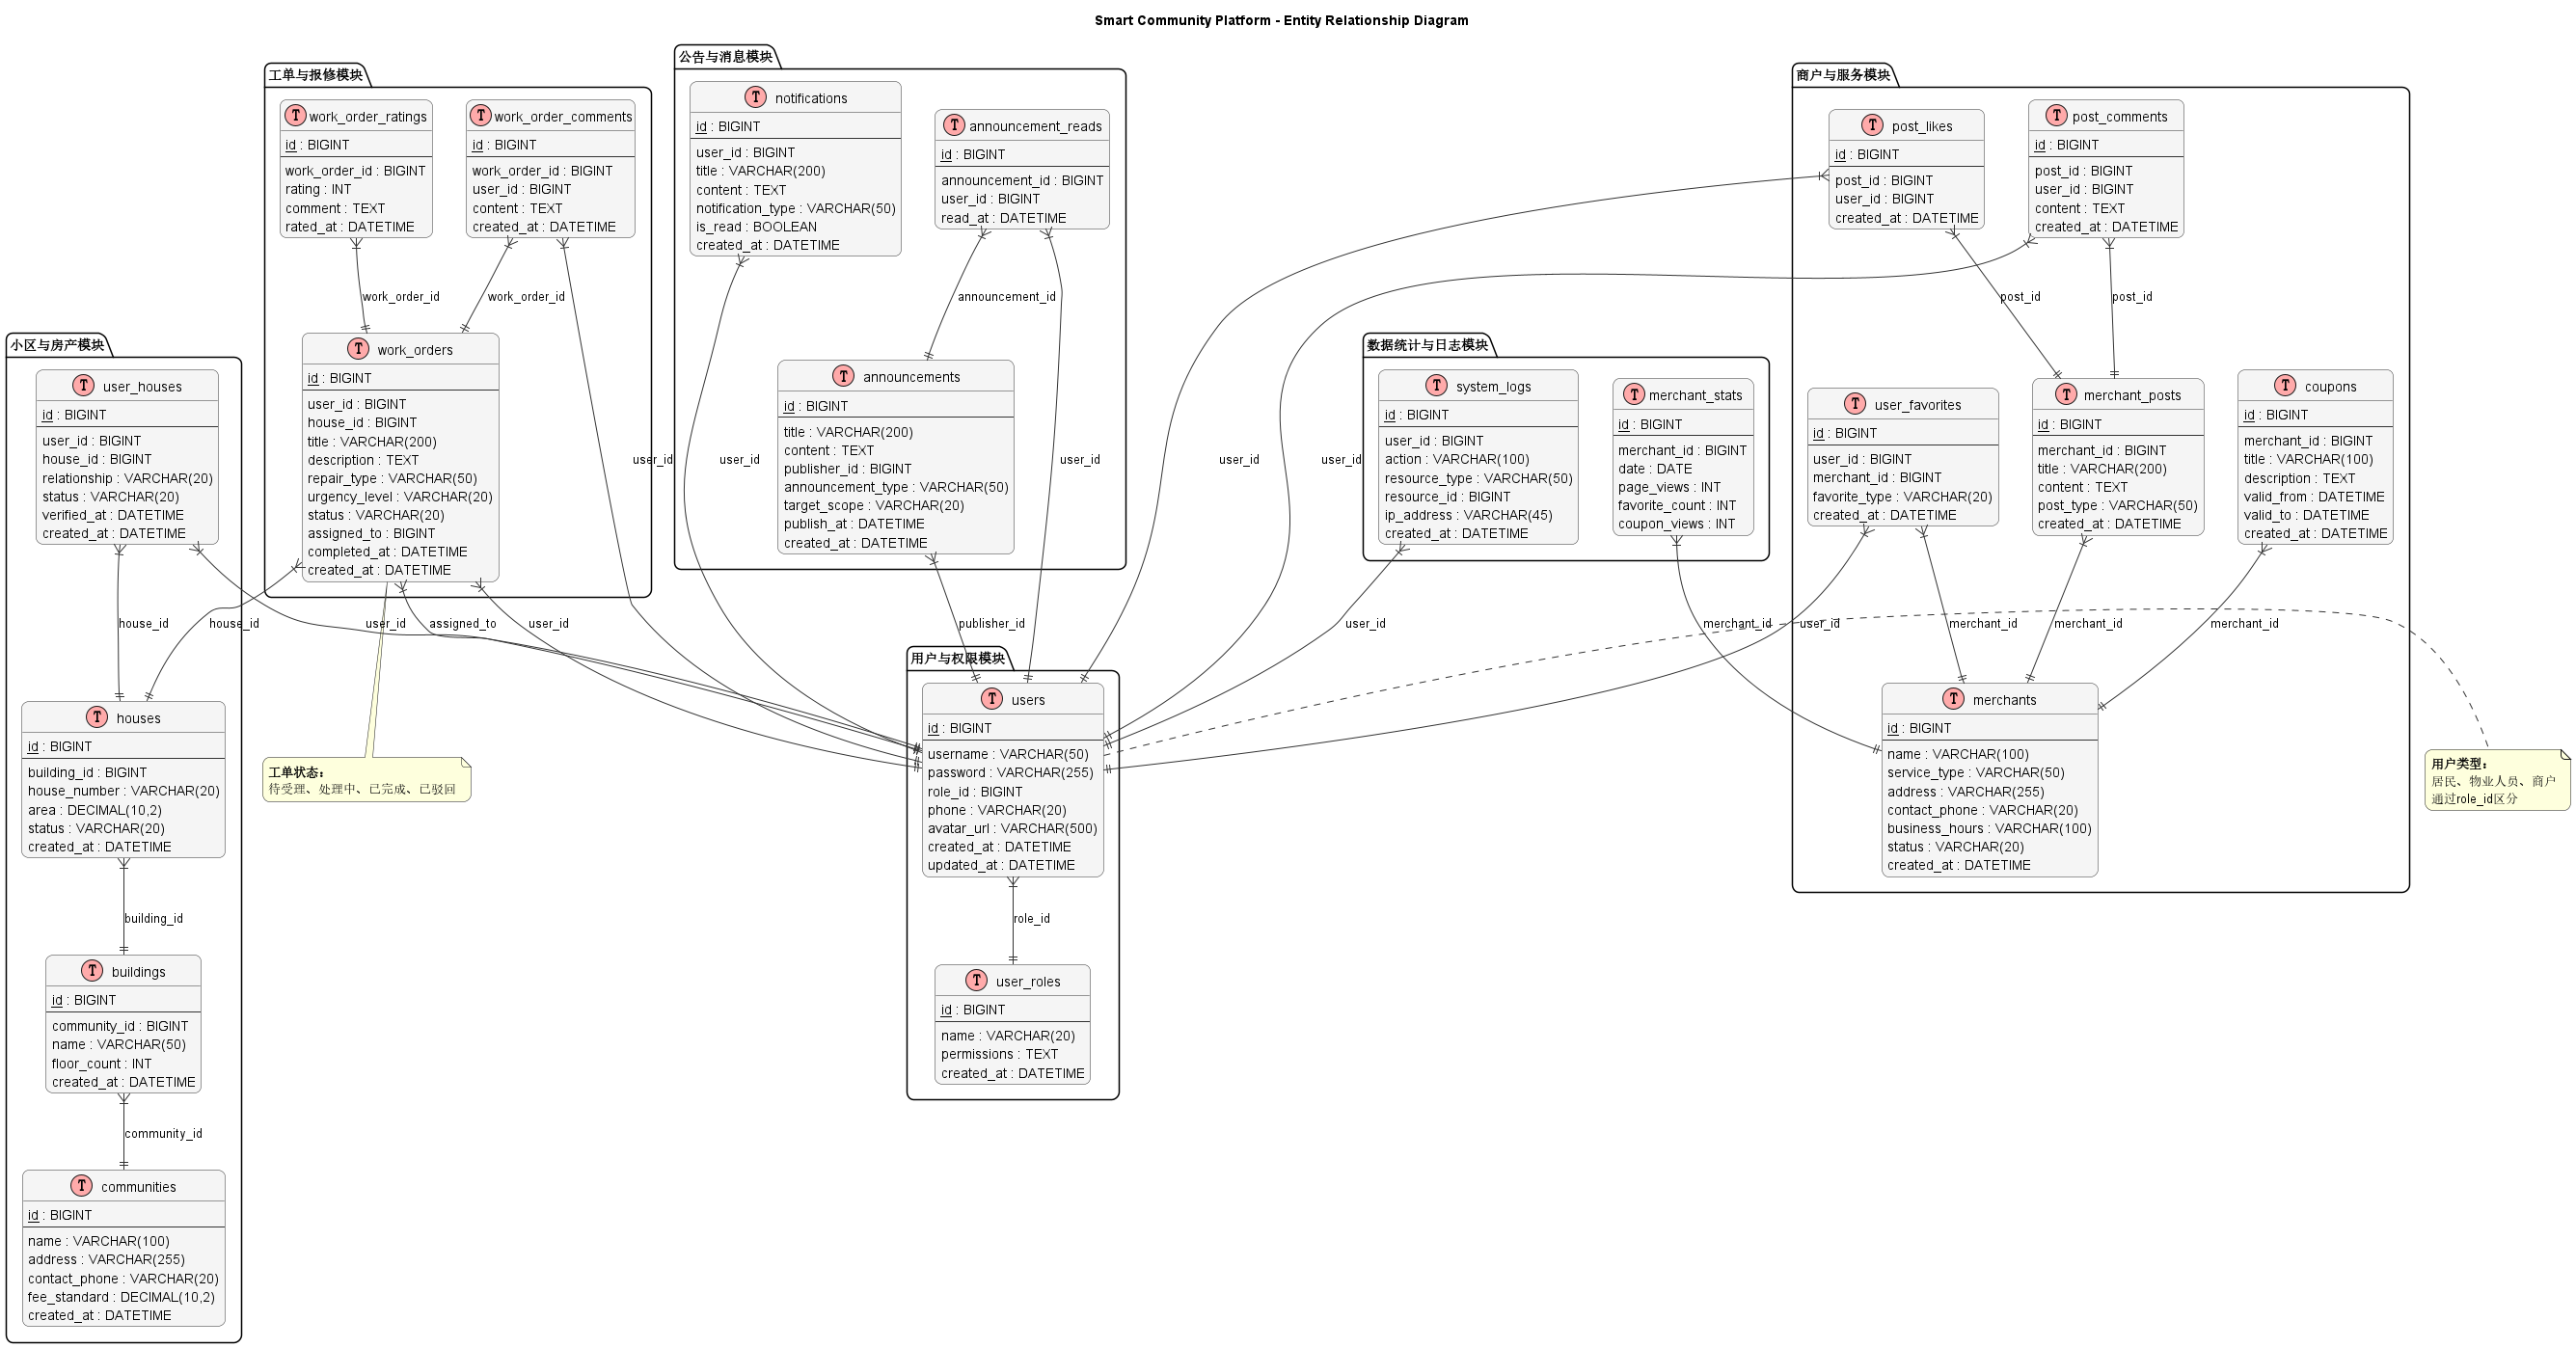 Smart Community Platform - Entity Relationship Diagram
工单与报修模块
work_order_ratings
id : BIGINT
work_order_id : BIGINT
rating : INT
comment : TEXT
rated_at : DATETIME
work_order_comments
id : BIGINT
work_order_id : BIGINT
user_id : BIGINT
content : TEXT
created_at : DATETIME
work_order_id
work_order_id
work_orders
id : BIGINT
user_id : BIGINT
house_id : BIGINT
title : VARCHAR(200)
description : TEXT
repair_type : VARCHAR(50)
urgency_level : VARCHAR(20)
status : VARCHAR(20)
assigned_to : BIGINT
completed_at : DATETIME
created_at : DATETIME
公告与消息模块
notifications
id : BIGINT
user_id : BIGINT
title : VARCHAR(200)
content : TEXT
notification_type : VARCHAR(50)
is_read : BOOLEAN
created_at : DATETIME
announcement_reads
id : BIGINT
announcement_id : BIGINT
user_id : BIGINT
read_at : DATETIME
announcement_id
announcements
id : BIGINT
title : VARCHAR(200)
content : TEXT
publisher_id : BIGINT
announcement_type : VARCHAR(50)
target_scope : VARCHAR(20)
publish_at : DATETIME
created_at : DATETIME
user_id
user_id
user_id
user_id
user_id
商户与服务模块
post_likes
id : BIGINT
post_id : BIGINT
user_id : BIGINT
created_at : DATETIME
post_comments
id : BIGINT
post_id : BIGINT
user_id : BIGINT
content : TEXT
created_at : DATETIME
post_id
post_id
user_favorites
id : BIGINT
user_id : BIGINT
merchant_id : BIGINT
favorite_type : VARCHAR(20)
created_at : DATETIME
merchant_posts
id : BIGINT
merchant_id : BIGINT
title : VARCHAR(200)
content : TEXT
post_type : VARCHAR(50)
created_at : DATETIME
coupons
id : BIGINT
merchant_id : BIGINT
title : VARCHAR(100)
description : TEXT
valid_from : DATETIME
valid_to : DATETIME
created_at : DATETIME
数据统计与日志模块
system_logs
id : BIGINT
user_id : BIGINT
action : VARCHAR(100)
resource_type : VARCHAR(50)
resource_id : BIGINT
ip_address : VARCHAR(45)
created_at : DATETIME
merchant_stats
id : BIGINT
merchant_id : BIGINT
date : DATE
page_views : INT
favorite_count : INT
coupon_views : INT
小区与房产模块
user_houses
id : BIGINT
user_id : BIGINT
house_id : BIGINT
relationship : VARCHAR(20)
status : VARCHAR(20)
verified_at : DATETIME
created_at : DATETIME
house_id
house_id
user_id
assigned_to
user_id
publisher_id
user_id
merchant_id
user_id
merchant_id
merchant_id
merchant_id
houses
id : BIGINT
building_id : BIGINT
house_number : VARCHAR(20)
area : DECIMAL(10,2)
status : VARCHAR(20)
created_at : DATETIME
工单状态：
待受理、处理中、已完成、已驳回
用户与权限模块
users
id : BIGINT
username : VARCHAR(50)
password : VARCHAR(255)
role_id : BIGINT
phone : VARCHAR(20)
avatar_url : VARCHAR(500)
created_at : DATETIME
updated_at : DATETIME
merchants
id : BIGINT
name : VARCHAR(100)
service_type : VARCHAR(50)
address : VARCHAR(255)
contact_phone : VARCHAR(20)
business_hours : VARCHAR(100)
status : VARCHAR(20)
created_at : DATETIME
用户类型：
居民、物业人员、商户
通过role_id区分
building_id
role_id
buildings
id : BIGINT
community_id : BIGINT
name : VARCHAR(50)
floor_count : INT
created_at : DATETIME
user_roles
id : BIGINT
name : VARCHAR(20)
permissions : TEXT
created_at : DATETIME
community_id
communities
id : BIGINT
name : VARCHAR(100)
address : VARCHAR(255)
contact_phone : VARCHAR(20)
fee_standard : DECIMAL(10,2)
created_at : DATETIME